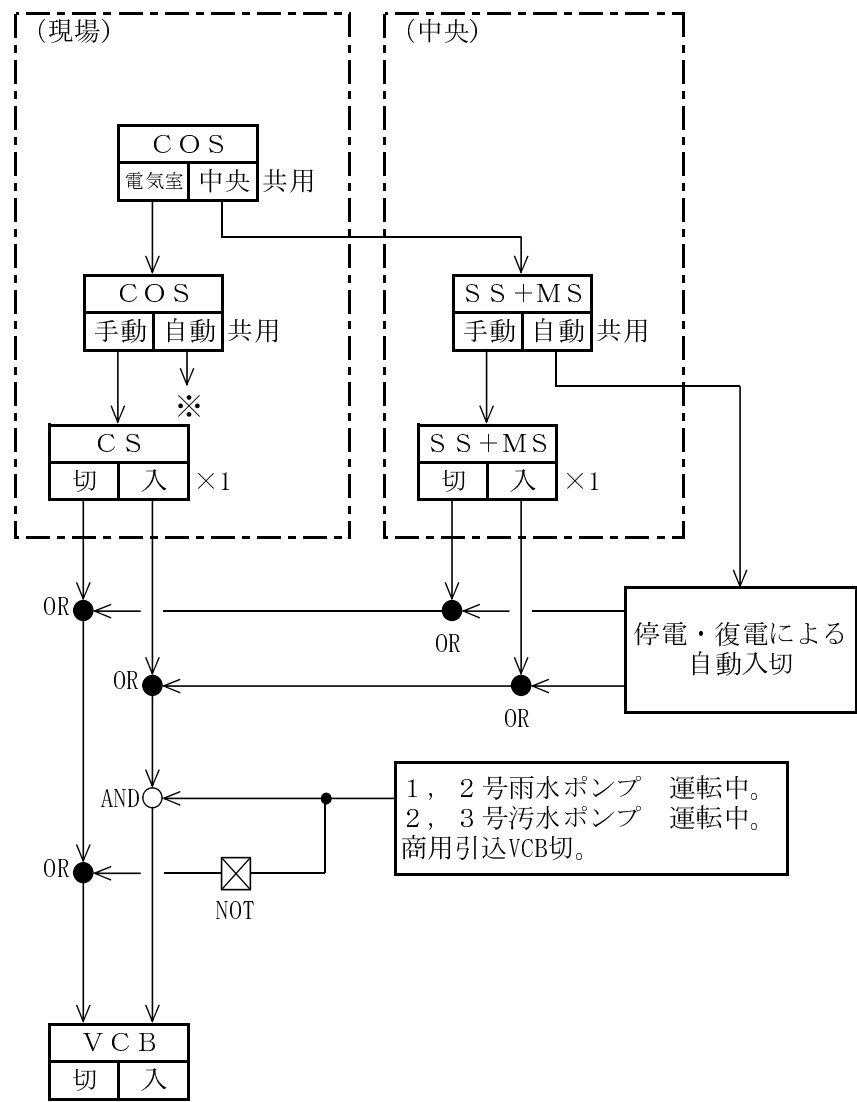 （現場）
（中央）
ＣＯＳ
電気室 中央 共用
ＣＯＳ
手動 自動 共用
ＳＳ＋ＭＳ
手動 自動 共用
※
ＣＳ
切 入 ×1
ＳＳ＋ＭＳ
切 入 ×1
OR
OR
停電・復電による
自動入切
OR
OR
AND
１，２号雨水ポンプ　運転中。
２，３号汚水ポンプ　運転中。
商用引込VCB切。
OR
NOT
ＶＣＢ
切 入